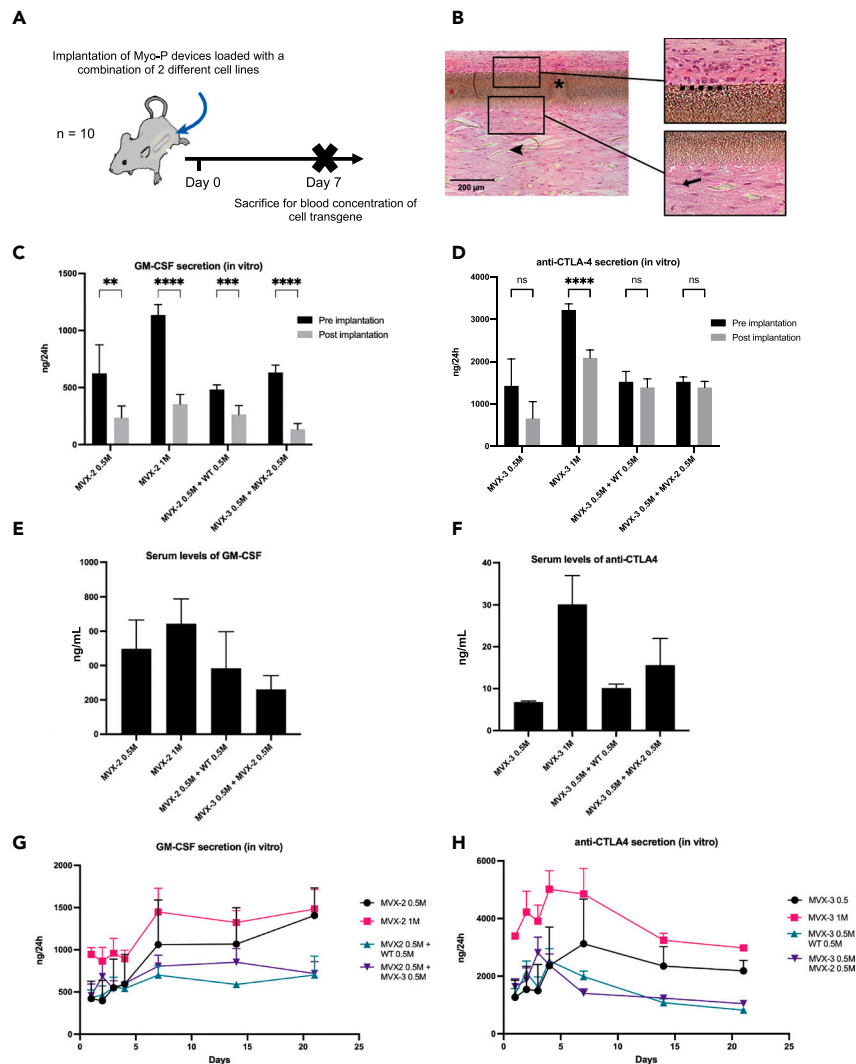 A
Implantation of Myo-P devices loaded with a
combination of 2 different cell lines
n = 10
Day 0
Day 7
Sacrifice for blood concentration of
cell transgene
B
*
200 µm
C
GM-CSF secretion (in vitro)
** **** *** ****
1500
1000
500
0
ng/24h
Pre implantation
Post implantation
MVX-2 0.5M
MVX-2 1M
MVX-2 0.5M + WT 0.5M
MVX-3 0.5M + MVX-2 0.5M
D
anti-CTLA-4 secretion (in vitro)
ns **** ns ns
4000
3000
2000
1000
4000
ng/24h
Pre implantation
Post implantation
MVX-3 0.5M
MVX-3 1M
MVX-3 0.5M + WT 0.5M
MVX-3 0.5M + MVX-2 0.5M
E
Serum levels of GM-CSF
1000
800
00
00
200
0
ng/mL
MVX-2 0.5M
MVX-2 1M
MVX-2 0.5M + WT 0.5M
MVX-3 0.5M + MVX-2 0.5M
F
Serum levels of anti-CTLA4
40
30
20
10
0
ng/mL
MVX-3 0.5M
MVX-3 1M
MVX-3 0.5M + WT 0.5M
MVX-3 0.5M + MVX-2 0.5M
G
GM-CSF secretion (in vitro)
2000
1500
1000
500
0
ng/24h
0 5 10 15 20 25
Days
MVX-2 0.5M
MVX-2 1M
MVX2 0.5M +
WT 0.5M
MVX2 0.5M +
MVX-3 0.5M
H
anti-CTLA4 secretion (in vitro)
6000
4000
2000
0
ng/24h
0 5 10 15 20 25
Days
MVX-3 0.5
MVX-3 1M
MVX-3 0.5M
WT 0.5M
MVX-3 0.5M
MVX-2 0.5M